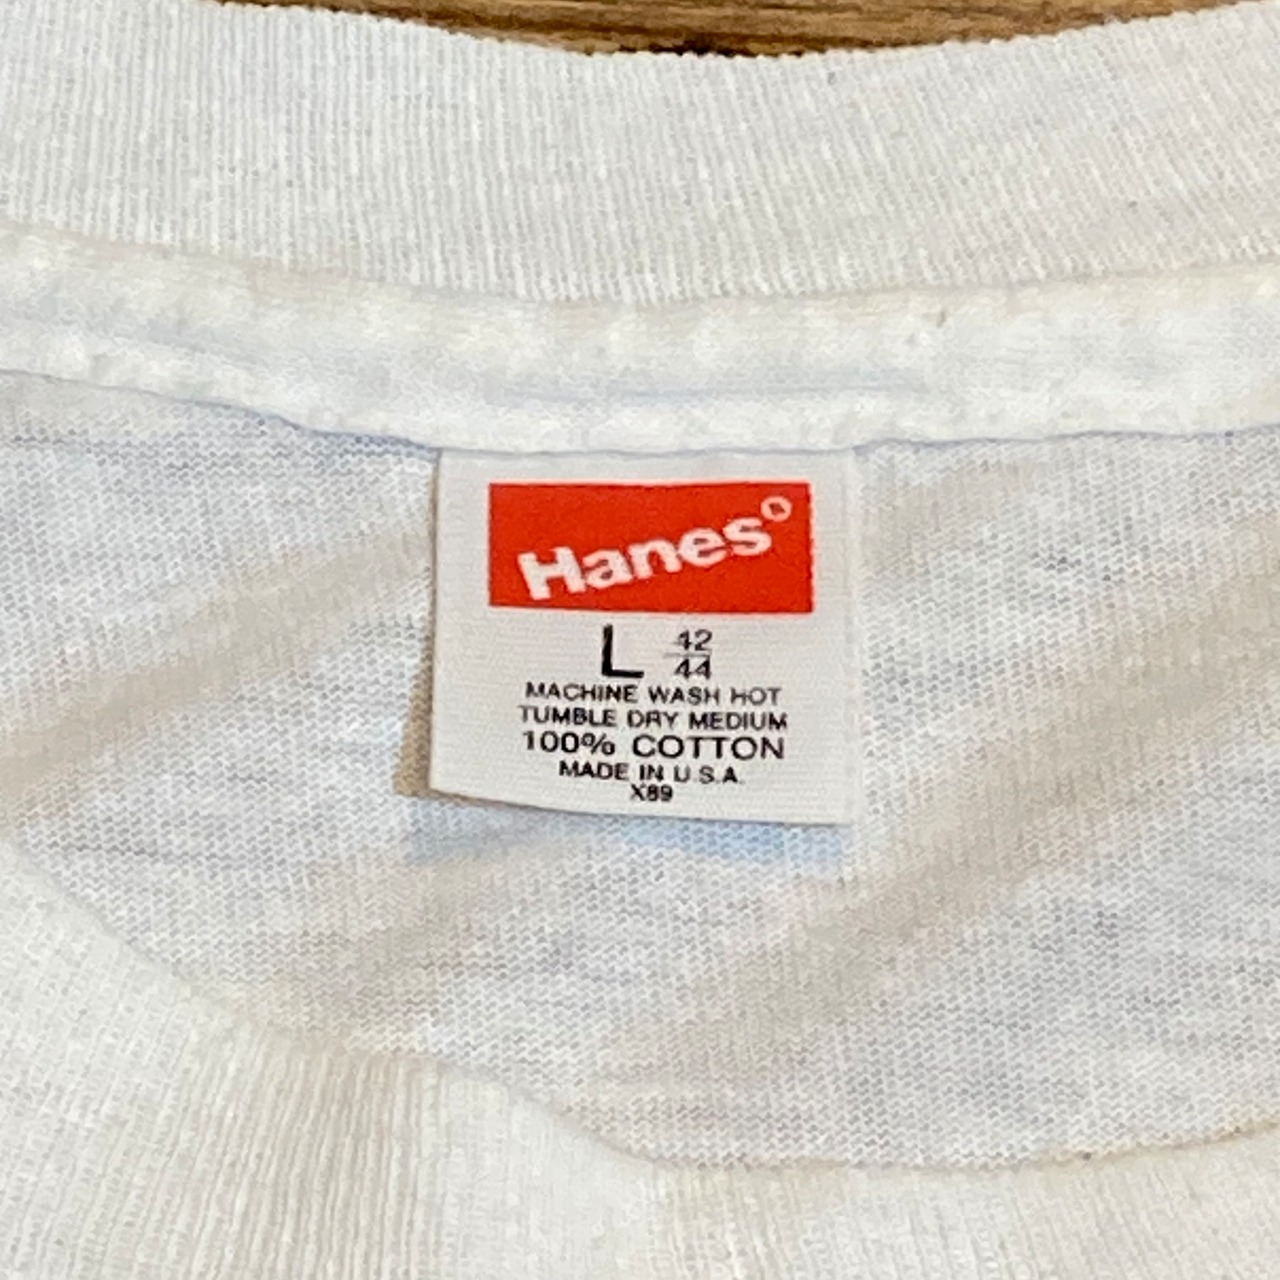 Hanes
L 42/44
MACHINE WASH HOT
TUMBLE DRY MEDIUM
100% COTTON
MADE IN U.S.A.
X89